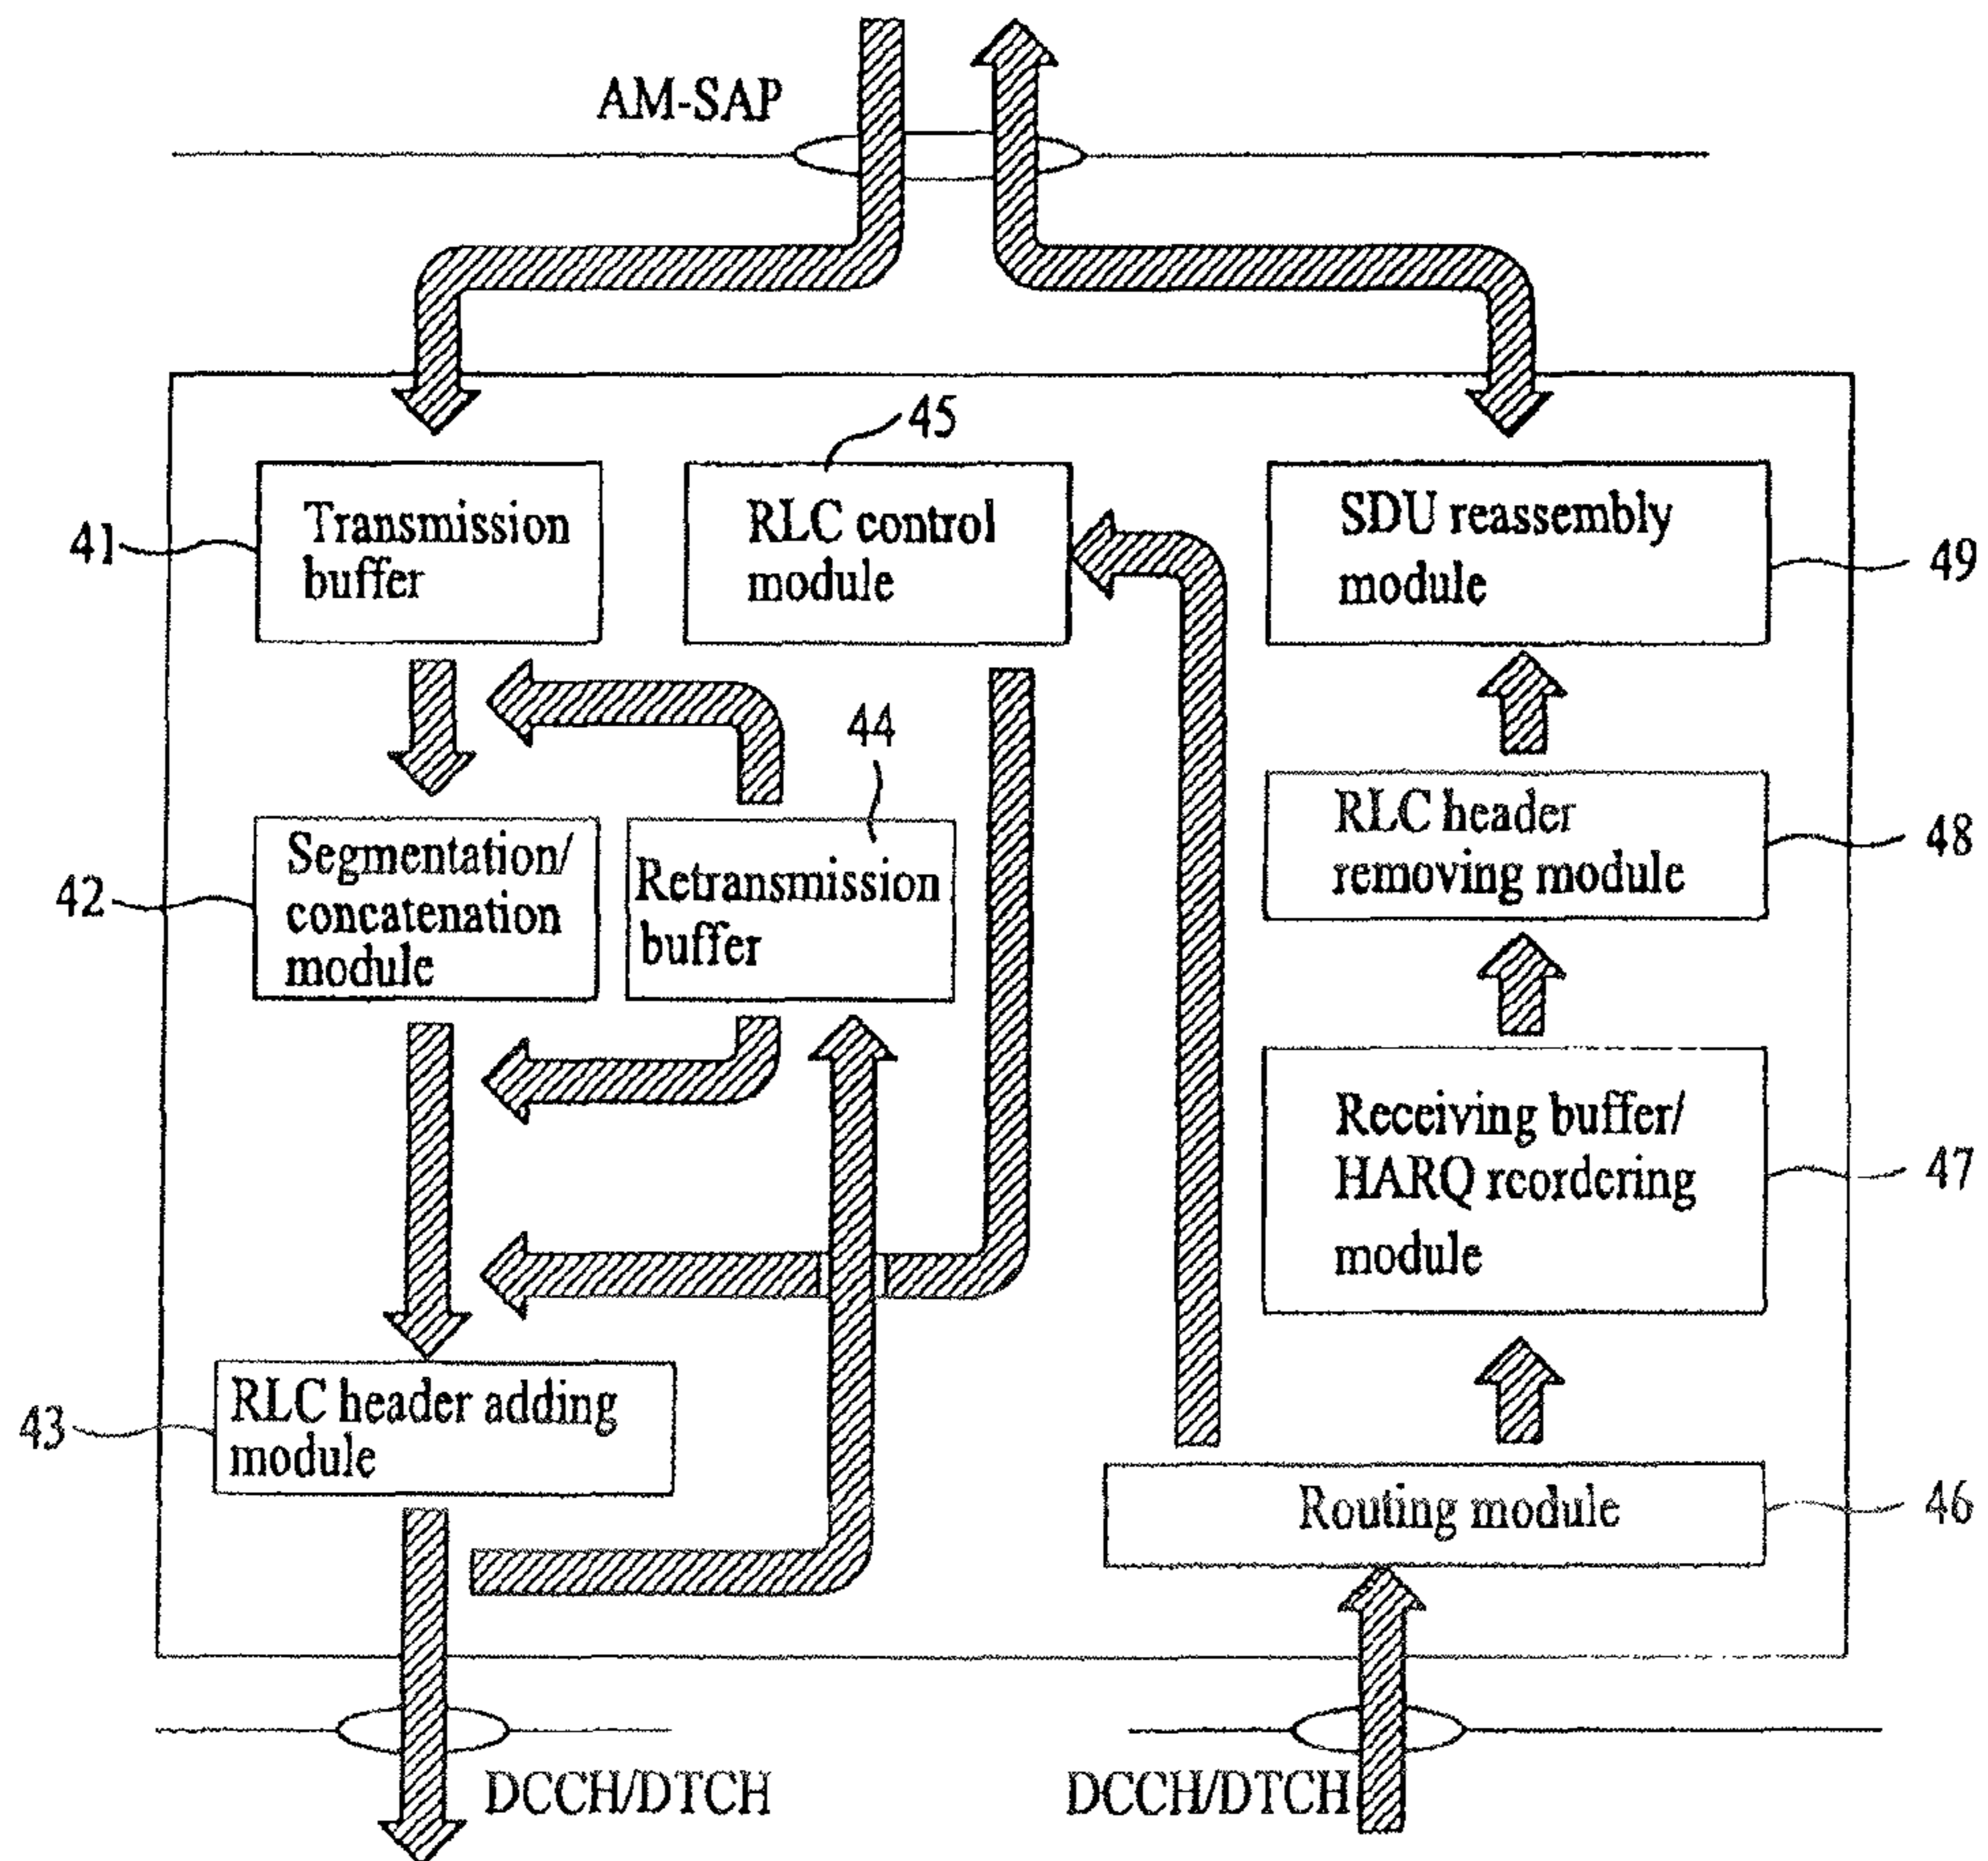 AM-SAP
45
Transmission
buffer
41
RLC control
module
SDU reassembly
module
49
44
Segmentation/
concatenation
module
42
Retransmission
buffer
RLC header
removing module
48
Receiving buffer/
HARQ reordering
module
47
RLC header adding
module
43
Routing module
46
DCCH/DTCH
DCCH/DTCH